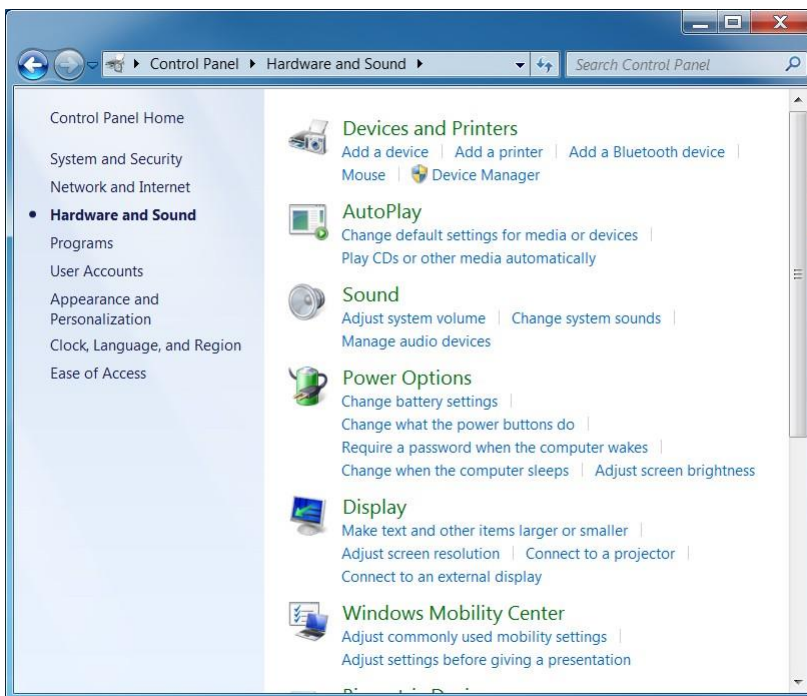 Control Panel Hardware and Sound Search Control Panel
Control Panel Home
System and Security
Network and Internet
Hardware and Sound
Programs
User Accounts
Appearance and
Personalization
Clock, Language, and Region
Ease of Access
Devices and Printers
Add a device Add a printer Add a Bluetooth device
Mouse Device Manager
AutoPlay
Change default settings for media or devices
Play CDs or other media automatically
Sound
Adjust system volume Change system sounds
Manage audio devices
Power Options
Change battery settings
Change what the power buttons do
Require a password when the computer wakes
Change when the computer sleeps Adjust screen brightness
Display
Make text and other items larger or smaller
Adjust screen resolution Connect to a projector
Connect to an external display
Windows Mobility Center
Adjust commonly used mobility settings
Adjust settings before giving a presentation